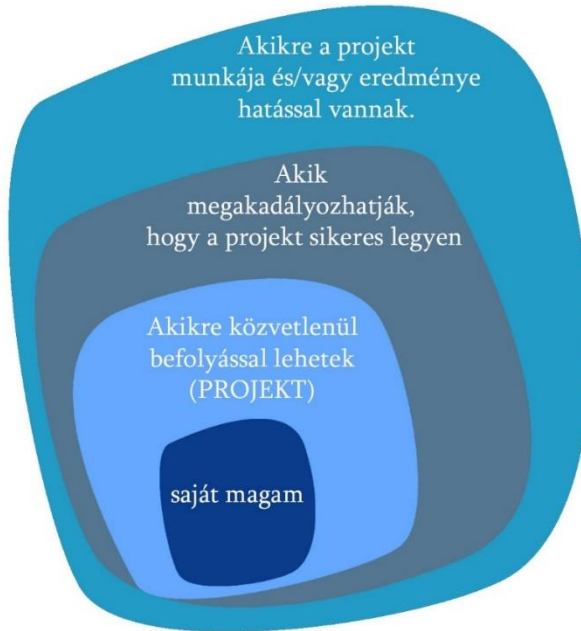 Akikre a projekt
munkája és/vagy eredménye
hatással vannak.
Akik
megakadályozhatják,
hogy a projekt sikeres legyen
Akikre közvetlenül
befolyással lehetek
(PROJEKT)
saját magam